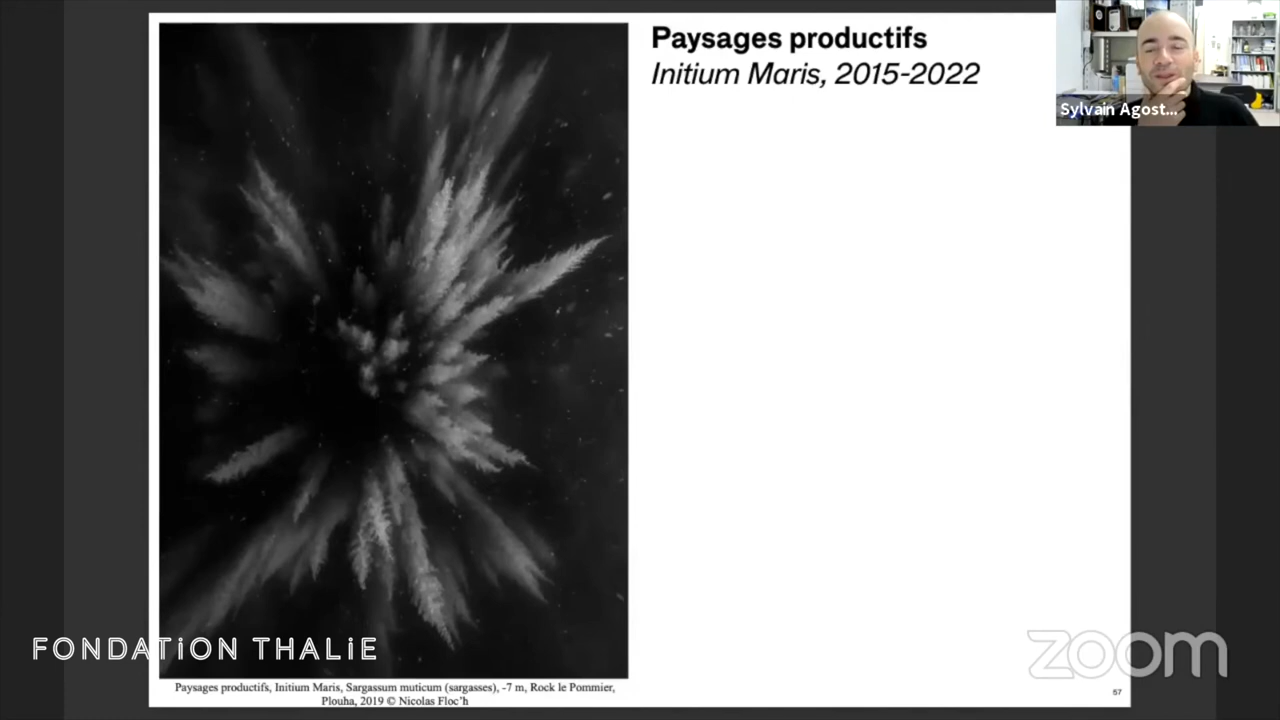 Paysages productifs
Initium Maris, 2015-2022
Sylvain Agost...
FONDATiON THALiE
zoom
Paysages productifs, Initium Maris, Sargassum muticum (sargasses), -7 m, Rock le Pommier,
Plouha, 2019 © Nicolas Floc'h
57